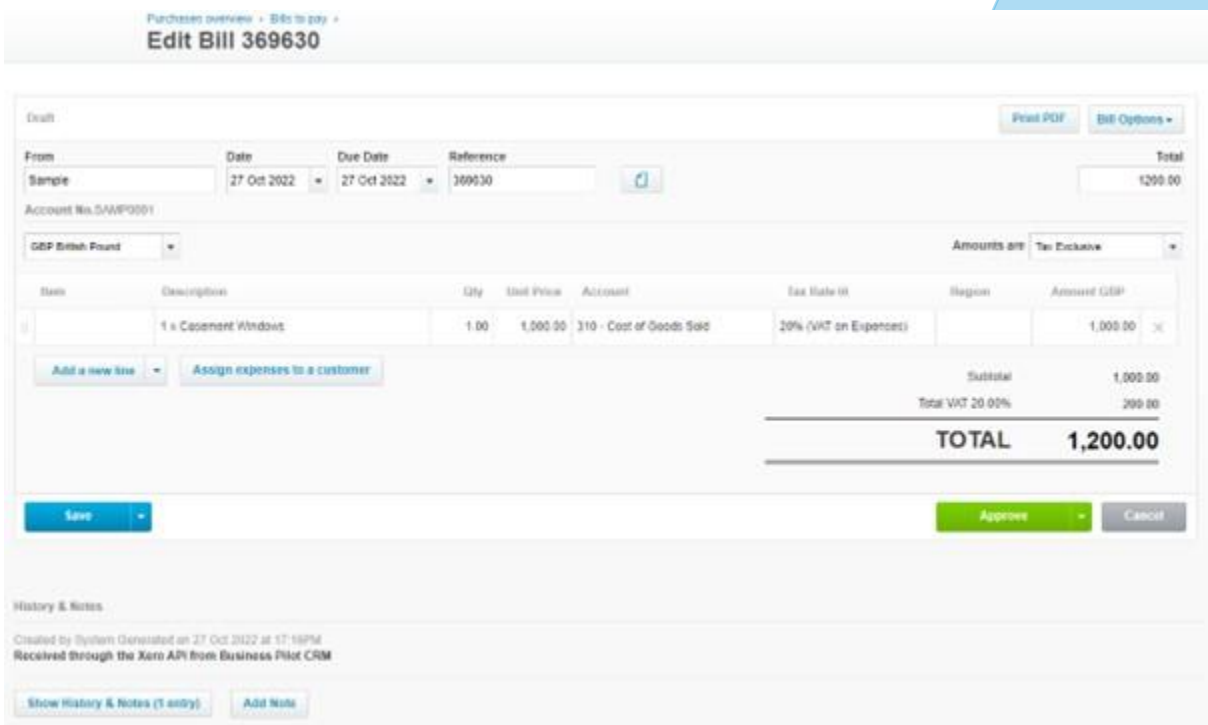 Purchases overview › Bills to pay ›
Edit Bill 369630
Draft
Print PDF
Bill Options
From
Date
Due Date
Reference
Total
Sample
27 Oct 2022
27 Oct 2022
369630
1200.00
Account No. SAMP0001
GBP British Pound
Amounts are
Tax Exclusive
Item Description Qty Unit Price Account Tax Rate Region Amount GBP
1 x Casement Windows 1.00 1,000.00 310 - Cost of Goods Sold 20% (VAT on Expenses) 1,000.00
Add a new line
Assign expenses to a customer
Subtotal 1,000.00
Total VAT 20.00% 200.00
TOTAL 1,200.00
Save
Approve
Cancel
History & Notes
Created by System Generated on 27 Oct 2022 at 17:16PM
Received through the Xero API from Business Pilot CRM
Show History & Notes (1 entry)
Add Note